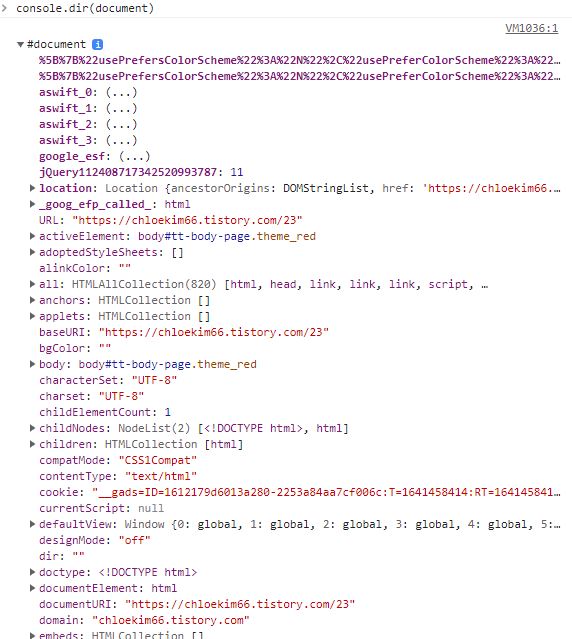 console.dir(document)
VM1036:1
#document i
%5B%7B%22usePrefersColorScheme%22%3A%22N%22%2C%22usePreferColorScheme%22%3A%22…
%5B%7B%22usePrefersColorScheme%22%3A%22N%22%2C%22usePreferColorScheme%22%3A%22…
aswift_0: (...)
aswift_1: (...)
aswift_2: (...)
aswift_3: (...)
google_esf: (...)
jQuery112408717342520993787: 11
location: Location {ancestorOrigins: DOMStringList, href: 'https://chloekim66.…
_goog_efp_called_: html
URL: "https://chloekim66.tistory.com/23"
activeElement: body#tt-body-page.theme_red
adoptedStyleSheets: []
alinkColor: ""
all: HTMLAllCollection(820) [html, head, link, link, link, script, …
anchors: HTMLCollection []
applets: HTMLCollection []
baseURI: "https://chloekim66.tistory.com/23"
bgColor: ""
body: body#tt-body-page.theme_red
characterSet: "UTF-8"
charset: "UTF-8"
childElementCount: 1
childNodes: NodeList(2) [<!DOCTYPE html>, html]
children: HTMLCollection [html]
compatMode: "CSS1Compat"
contentType: "text/html"
cookie: "__gads=ID=1612179d6013a280-2253a84aa7cf006c:T=1641458414:RT=164145841…
currentScript: null
defaultView: Window {0: global, 1: global, 2: global, 3: global, 4: global, 5:…
designMode: "off"
dir: ""
doctype: <!DOCTYPE html>
documentElement: html
documentURI: "https://chloekim66.tistory.com/23"
domain: "chloekim66.tistory.com"
embeds: HTMLCollection []